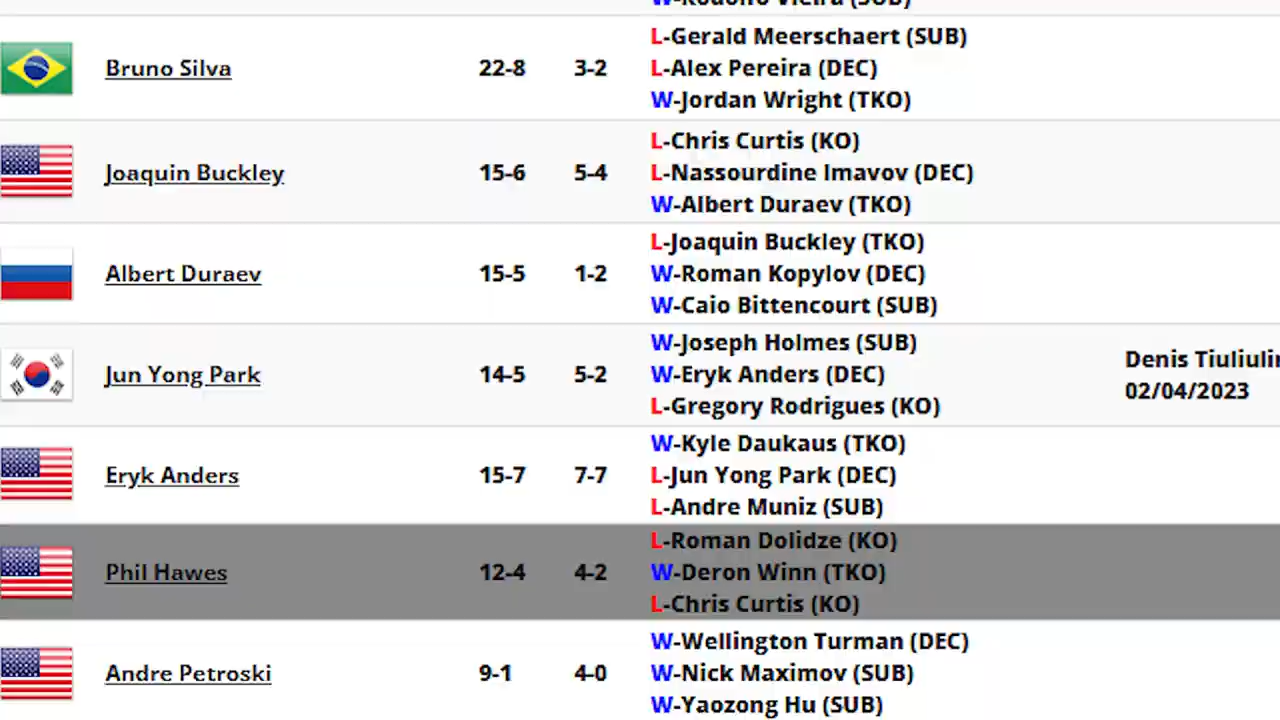 W-Rodolfo Vieira (SUB)
Bruno Silva 22-8 3-2
L-Gerald Meerschaert (SUB)
L-Alex Pereira (DEC)
W-Jordan Wright (TKO)
Joaquin Buckley 15-6 5-4
L-Chris Curtis (KO)
L-Nassourdine Imavov (DEC)
W-Albert Duraev (TKO)
Albert Duraev 15-5 1-2
L-Joaquin Buckley (TKO)
W-Roman Kopylov (DEC)
W-Caio Bittencourt (SUB)
Jun Yong Park 14-5 5-2
W-Joseph Holmes (SUB)
W-Eryk Anders (DEC)
L-Gregory Rodrigues (KO)
Denis Tiuliulin
02/04/2023
Eryk Anders 15-7 7-7
W-Kyle Daukaus (TKO)
L-Jun Yong Park (DEC)
L-Andre Muniz (SUB)
Phil Hawes 12-4 4-2
L-Roman Dolidze (KO)
W-Deron Winn (TKO)
L-Chris Curtis (KO)
Andre Petroski 9-1 4-0
W-Wellington Turman (DEC)
W-Nick Maximov (SUB)
W-Yaozong Hu (SUB)